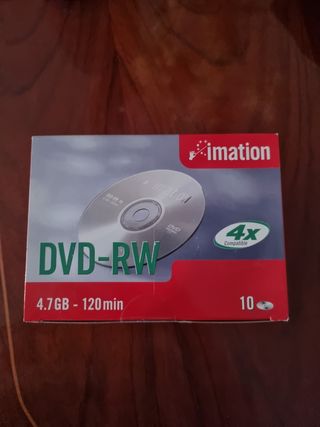 imation
4x
Compatible
DVD-RW
4.7GB - 120min
10